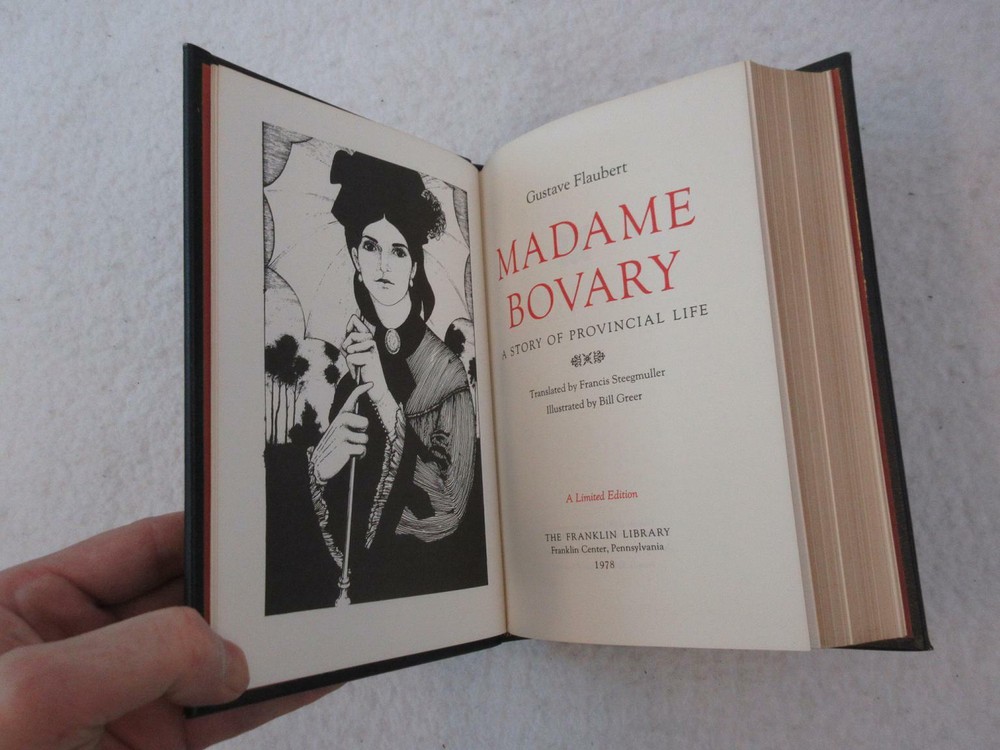 Gustave Flaubert
MADAME
BOVARY
A STORY OF PROVINCIAL LIFE
Translated by Francis Steegmuller
Illustrated by Bill Greer
A Limited Edition
THE FRANKLIN LIBRARY
Franklin Center, Pennsylvania
1978